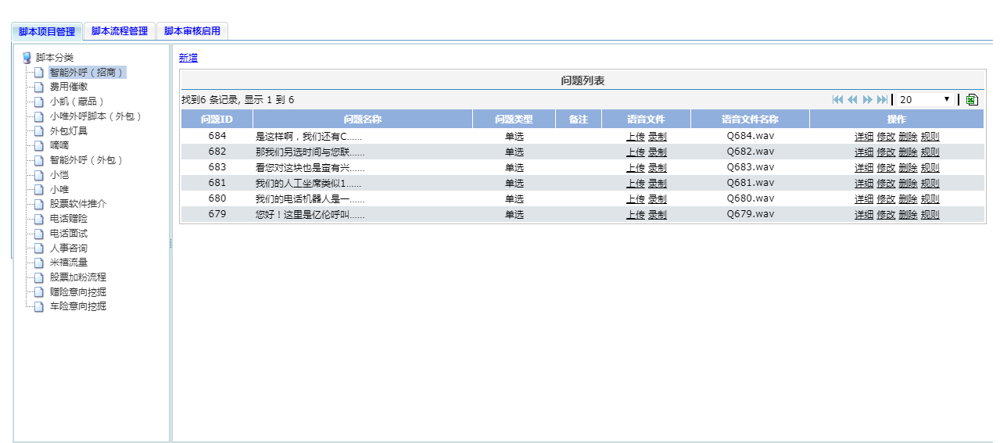 脚本项目管理 脚本流程管理 脚本审核启用
脚本分类
智能外呼（招商）
费用催缴
小凯（藏品）
小唯外呼脚本（外包）
外包灯具
嘀嘀
智能外呼（外包）
小恺
小唯
股票软件推介
电话赠险
电话面试
人事咨询
米禧流量
股票加粉流程
赠险意向挖掘
车险意向挖掘
新增
问题列表
找到6 条记录, 显示 1 到 6 20
问题ID 问题名称 问题类型 备注 语音文件 语音文件名称 操作
684 是这样啊，我们还有C...... 单选 上传 录制 Q684.wav 详细 修改 删除 规则
682 那我们另选时间与您联...... 单选 上传 录制 Q682.wav 详细 修改 删除 规则
683 看您对这块也是蛮有兴...... 单选 上传 录制 Q683.wav 详细 修改 删除 规则
681 我们的人工坐席类似1...... 单选 上传 录制 Q681.wav 详细 修改 删除 规则
680 我们的电话机器人是一...... 单选 上传 录制 Q680.wav 详细 修改 删除 规则
679 您好！这里是亿伦呼叫...... 单选 上传 录制 Q679.wav 详细 修改 删除 规则